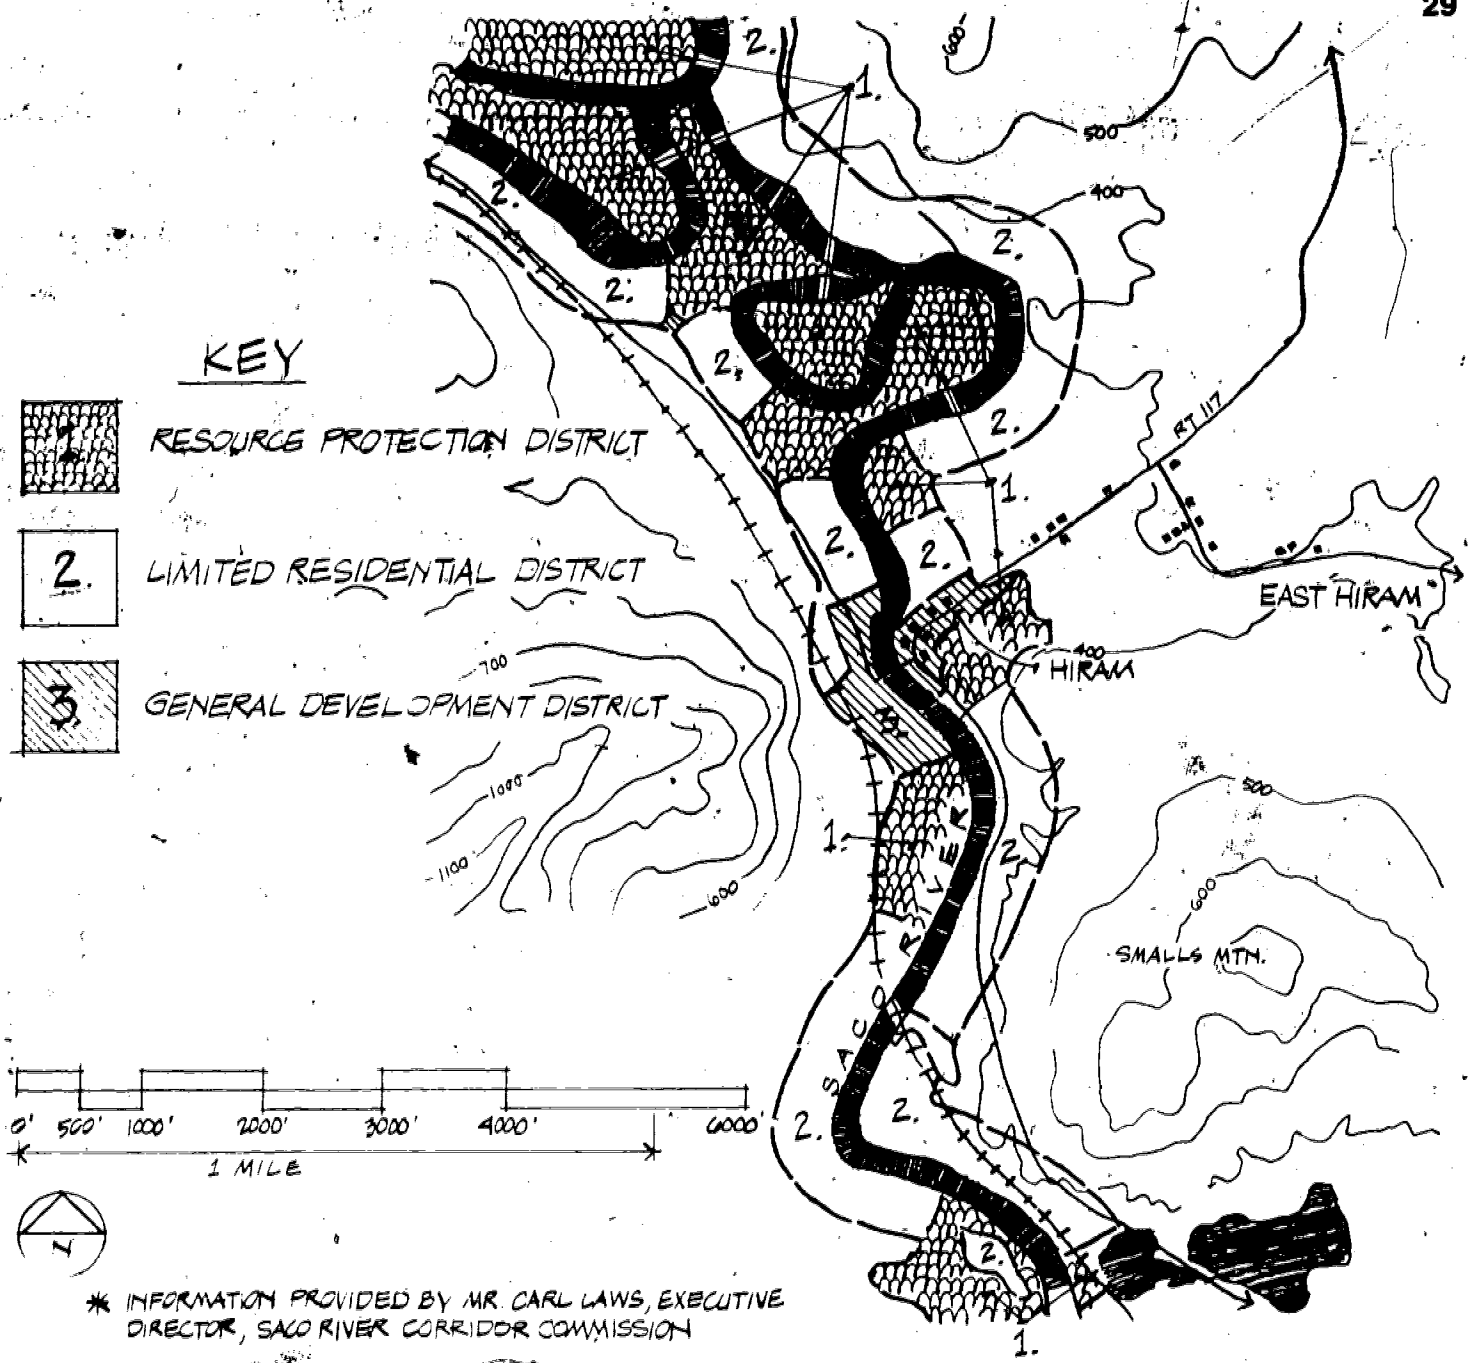 29
2.
1.
600'
500
400
2.
2.
2.
2.
KEY
1. RESOURCE PROTECTION DISTRICT
2. LIMITED RESIDENTIAL DISTRICT
3. GENERAL DEVELOPMENT DISTRICT
2.
RT 117
1.
2.
2.
EAST HIRAM
400
HIRAM
700
3.
1000
1100
600
1.
2.
500
600
SMALLS MTN.
SACO RIVER
2.
2.
0' 500' 1000' 2000' 3000' 4000' 6000'
1 MILE
N
2.
* INFORMATION PROVIDED BY MR. CARL LAWS, EXECUTIVE
DIRECTOR, SACO RIVER CORRIDOR COMMISSION
1.